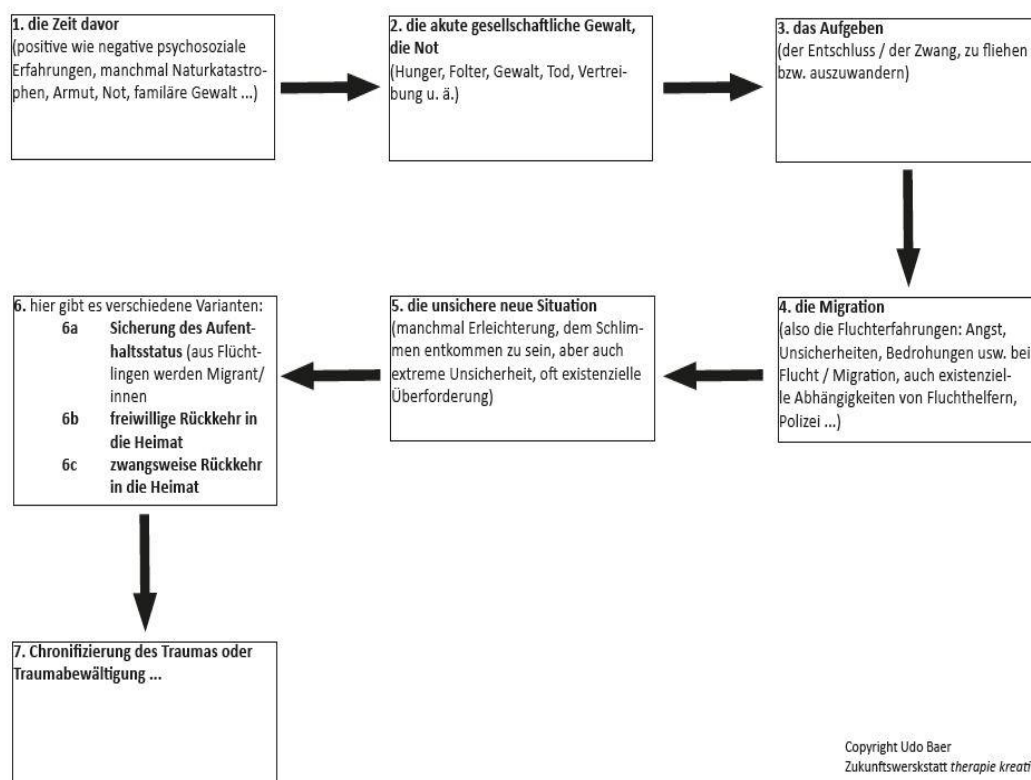 1. die Zeit davor
(positive wie negative psychosoziale
Erfahrungen, manchmal Naturkatastro-
phen, Armut, Not, familäre Gewalt ...)
2. die akute gesellschaftliche Gewalt,
die Not
(Hunger, Folter, Gewalt, Tod, Vertrei-
bung u. ä.)
3. das Aufgeben
(der Entschluss / der Zwang, zu fliehen
bzw. auszuwandern)
4. die Migration
(also die Fluchterfahrungen: Angst,
Unsicherheiten, Bedrohungen usw. bei
Flucht / Migration, auch existenziel-
le Abhängigkeiten von Fluchthelfern,
Polizei ...)
5. die unsichere neue Situation
(manchmal Erleichterung, dem Schlim-
men entkommen zu sein, aber auch
extreme Unsicherheit, oft existenzielle
Überforderung)
6. hier gibt es verschiedene Varianten:
6a Sicherung des Aufent-
haltsstatus (aus Flücht-
lingen werden Migrant/
innen
6b freiwillige Rückkehr in
die Heimat
6c zwangsweise Rückkehr
in die Heimat
7. Chronifizierung des Traumas oder
Traumabewältigung ...
Copyright Udo Baer
Zukunftswerskstatt therapie kreati